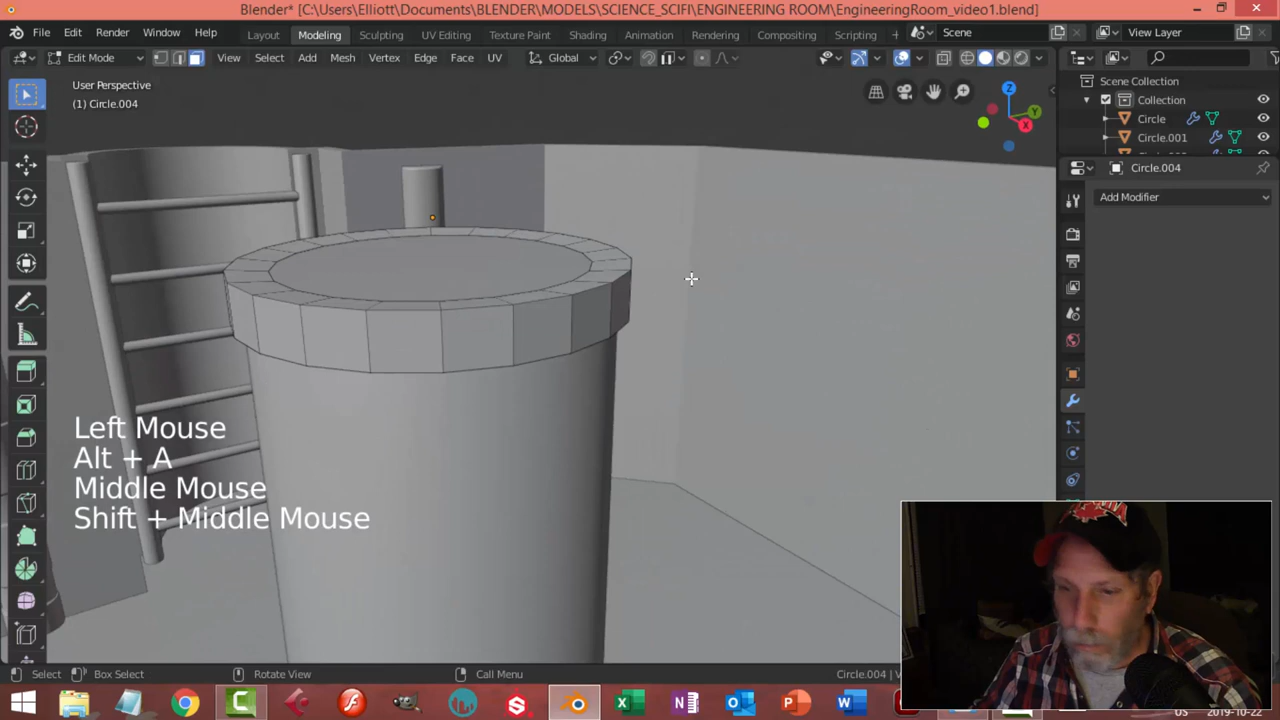 Blender* [C:\Users\Elliott\Documents\BLENDER\MODELS\SCIENCE_SCIFI\ENGINEERING ROOM\EngineeringRoom_video1.blend]
File Edit Render Window Help Layout Modeling Sculpting UV Editing Texture Paint Shading Animation Rendering Compositing Scripting + Scene View Layer
Edit Mode View Select Add Mesh Vertex Edge Face UV Global
User Perspective
(1) Circle.004
Scene Collection
Collection
Circle
Circle.001
Circle.004
Add Modifier
Z
Y
X
Left Mouse
Alt + A
Middle Mouse
Shift + Middle Mouse
Select Box Select Rotate View Call Menu Circle.004 | V
US 2019-10-22